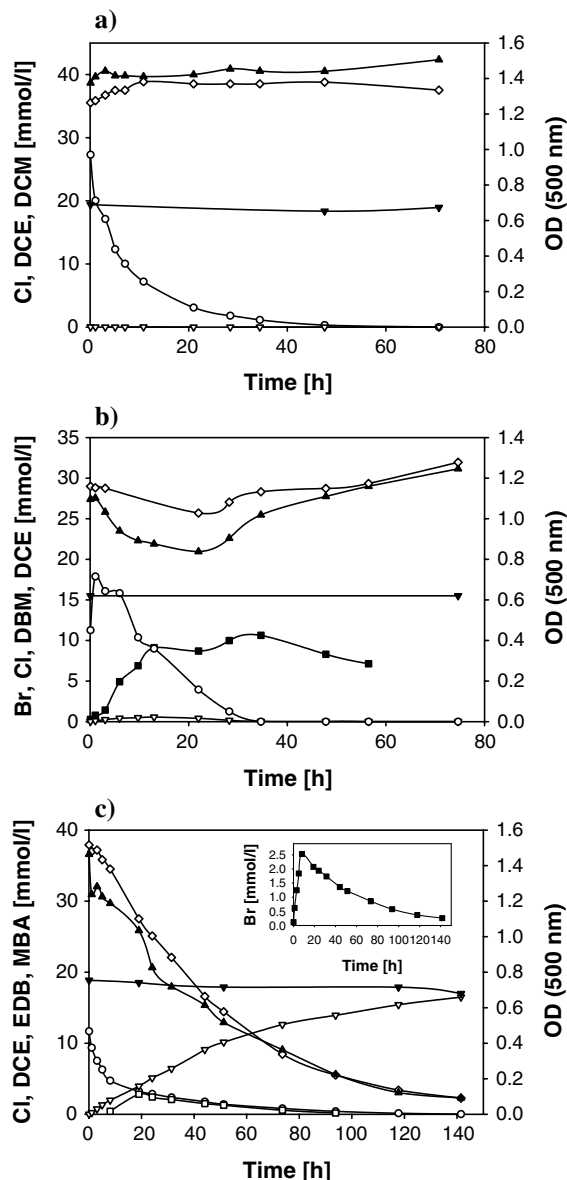 a)
Cl, DCE, DCM [mmol/l]
40
30
20
10
0
1.6
1.4
1.2
1.0
0.8
0.6
0.4
0.2
0.0
OD (500 nm)
0 20 40 60 80
Time [h]
b)
Br, Cl, DBM, DCE [mmol/l]
35
30
25
20
15
10
5
0
1.4
1.2
1.0
0.8
0.6
0.4
0.2
0.0
OD (500 nm)
0 20 40 60 80
Time [h]
c)
Cl, DCE, EDB, MBA [mmol/l]
40
30
20
10
0
Br [mmol/l]
2.5
2.0
1.5
1.0
0.5
0.0
0 20 40 60 80 100 120 140
Time [h]
1.6
1.4
1.2
1.0
0.8
0.6
0.4
0.2
0.0
OD (500 nm)
0 20 40 60 80 100 120 140
Time [h]